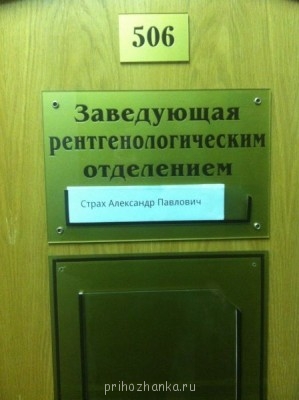 506
Заведующая
рентгенологическим
отделением
Страх Александр Павлович
prihozhanka.ru